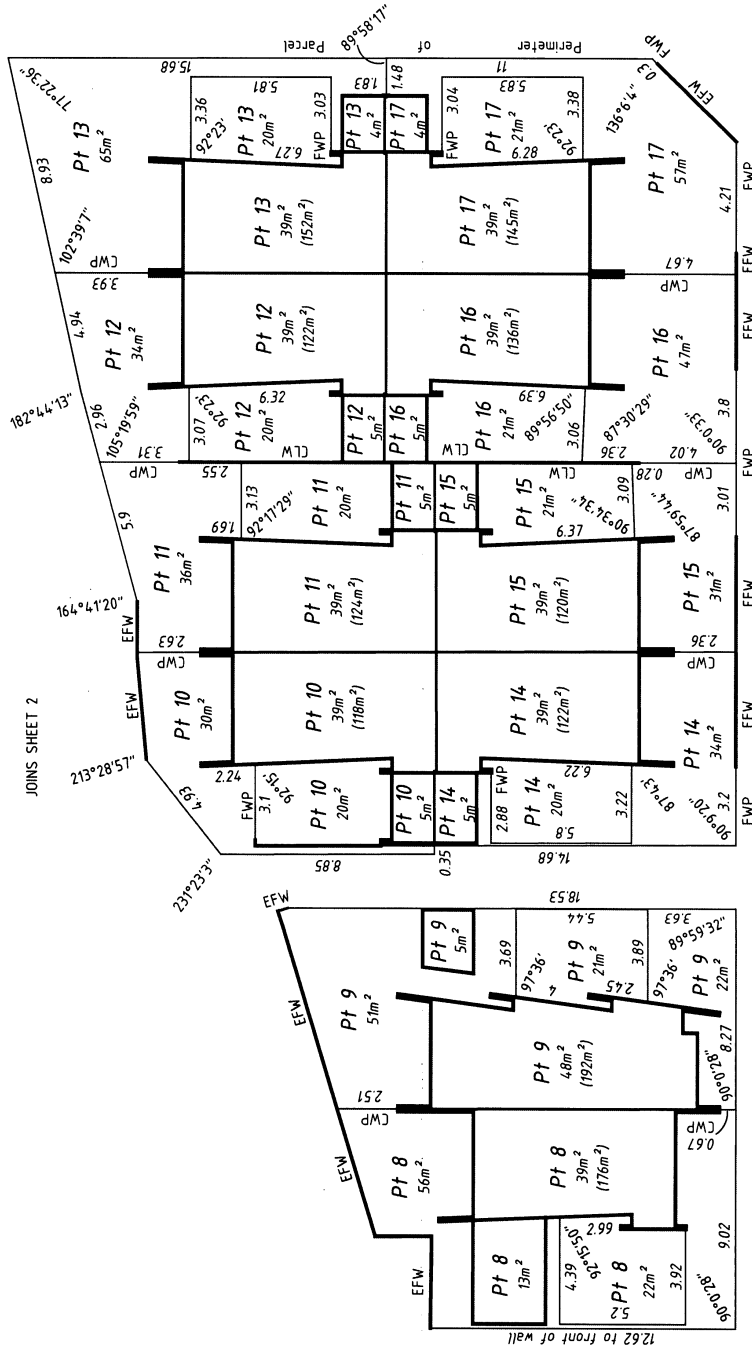 JOINS SHEET 2
77°22'36"
15.68
Parcel
of
Perimeter
89°58'17"
1.83
1.48
11
0.3
FWP
EFW
136°6'4"
8.93
Pt 13
65m²
102°39'7"
3.36
92°23'
5.81
Pt 13
20m²
3.03
6.27
FWP
Pt 13
4m²
Pt 17
4m²
3.04
FWP
5.83
Pt 17
21m²
3.38
92°23'
6.28
Pt 17
57m²
4.21
FWP
EFW
Pt 13
39m²
(152m²)
Pt 17
39m²
(145m²)
CWP
3.93
4.67
CWP
4.94
Pt 12
34m²
Pt 12
39m²
(122m²)
Pt 16
39m²
(136m²)
Pt 16
47m²
EFW
182°44'13"
2.96
105°19'59"
3.31
CWP
3.07
92°23'
Pt 12
20m²
6.32
CLW
Pt 12
5m²
Pt 16
5m²
Pt 16
21m²
6.39
89°56'50"
3.06
87°30'29"
2.36
CLW
0.28
4.02
CWP
90°0'33"
3.8
FWP
5.9
2.55
3.13
92°17'29"
1.69
Pt 11
20m²
Pt 11
5m²
Pt 15
5m²
Pt 15
21m²
6.37
90°34'34"
3.09
87°59'44"
3.01
164°41'20"
EFW
Pt 11
36m²
Pt 11
39m²
(124m²)
Pt 15
39m²
(120m²)
Pt 15
31m²
EFW
2.63
CWP
2.36
CWP
EFW
Pt 10
30m²
Pt 10
39m²
(118m²)
Pt 14
39m²
(122m²)
Pt 14
34m²
EFW
213°28'57"
4.93
2.24
FWP
3.1
92°15'
Pt 10
20m²
Pt 10
5m²
Pt 14
5m²
FWP
2.88
6.22
Pt 14
20m²
5.8
3.22
87°43'
90°9'20"
3.2
FWP
231°23'3"
8.85
0.35
14.68
EFW
18.53
EFW
Pt 9
51m²
Pt 9
5m²
3.69
97°36'
5.44
Pt 9
21m²
4
3.89
2.45
97°36'
3.63
89°59'32"
Pt 9
22m²
Pt 9
48m²
(192m²)
8.27
90°0'28"
2.51
CWP
CWP
0.67
EFW
Pt 8
56m²
Pt 8
39m²
(176m²)
EFW
Pt 8
13m²
4.39
92°15'50"
2.66
Pt 8
22m²
5.2
3.92
9.02
90°0'28"
12.62 to front of wall